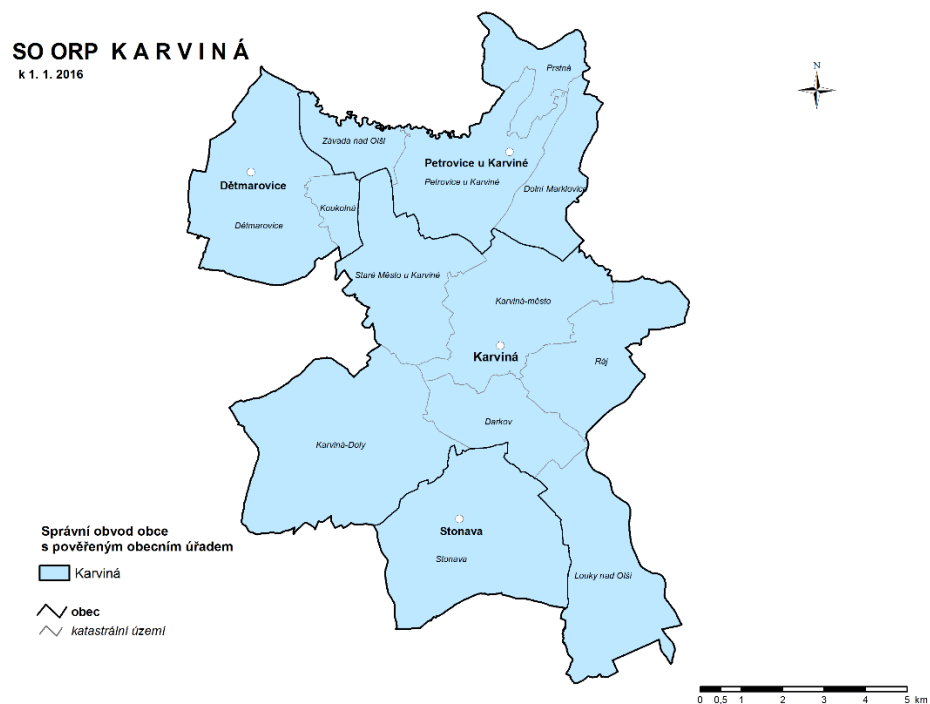 SO ORP K A R V I N Á
k 1. 1. 2016
N
Prstná
Závada nad Olší
Petrovice u Karviné
Petrovice u Karviné
Dolní Marklovice
Dětmarovice
Koukolná
Dětmarovice
Staré Město u Karviné
Karviná-město
Karviná
Ráj
Darkov
Karviná-Doly
Stonava
Stonava
Louky nad Olší
Správní obvod obce
s pověřeným obecním úřadem
Karviná
obec
katastrální území
0 0,5 1 2 3 4 5 km